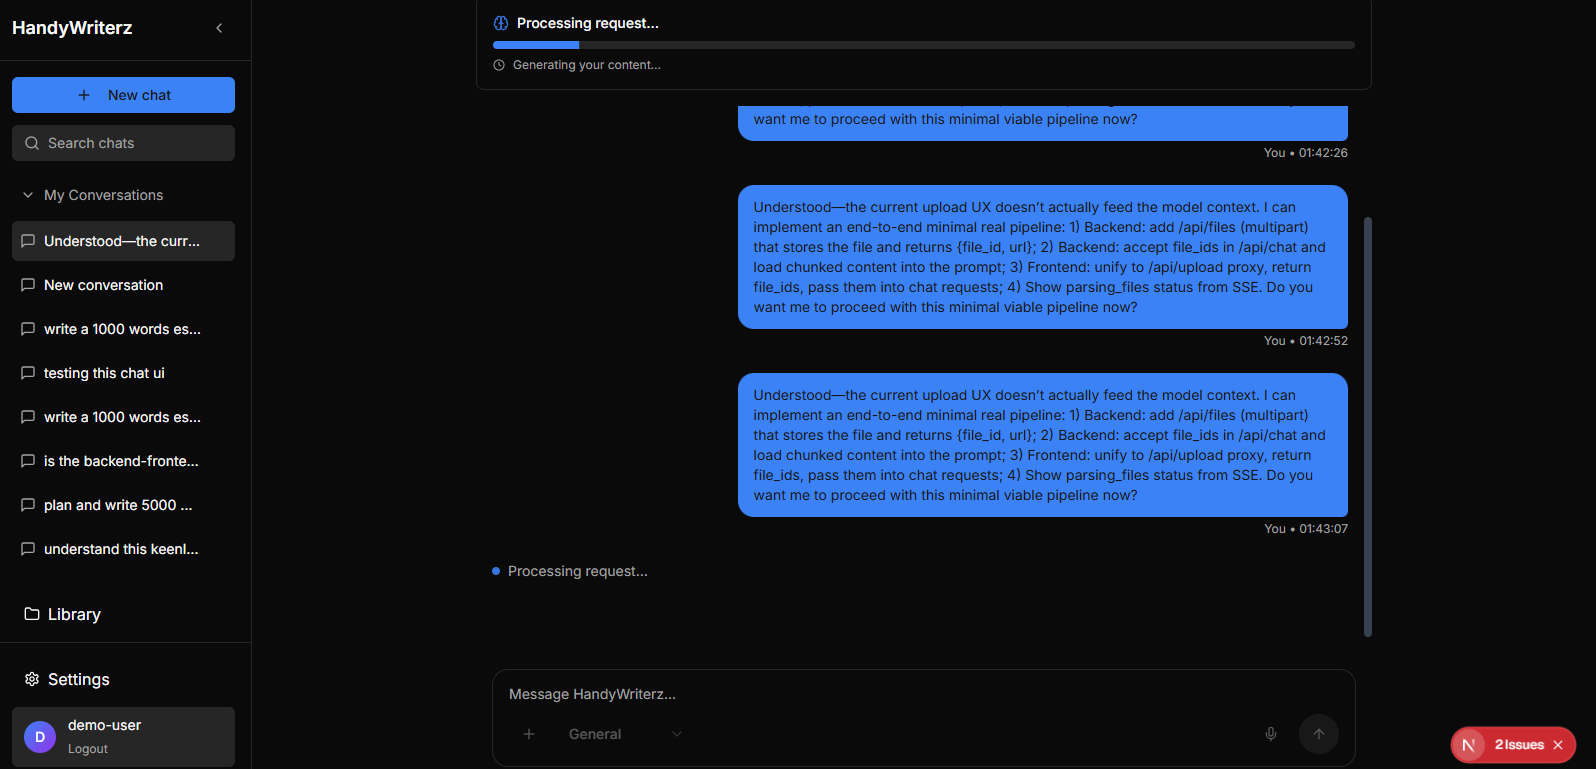 HandyWriterz
New chat
Search chats
My Conversations
Understood—the curr...
New conversation
write a 1000 words es...
testing this chat ui
write a 1000 words es...
is the backend-fronte...
plan and write 5000 ...
understand this keenl...
Library
Settings
D
demo-user
Logout
Processing request...
Generating your content...
want me to proceed with this minimal viable pipeline now?
You • 01:42:26
Understood—the current upload UX doesn’t actually feed the model context. I can
implement an end-to-end minimal real pipeline: 1) Backend: add /api/files (multipart)
that stores the file and returns {file_id, url}; 2) Backend: accept file_ids in /api/chat and
load chunked content into the prompt; 3) Frontend: unify to /api/upload proxy, return
file_ids, pass them into chat requests; 4) Show parsing_files status from SSE. Do you
want me to proceed with this minimal viable pipeline now?
You • 01:42:52
Understood—the current upload UX doesn’t actually feed the model context. I can
implement an end-to-end minimal real pipeline: 1) Backend: add /api/files (multipart)
that stores the file and returns {file_id, url}; 2) Backend: accept file_ids in /api/chat and
load chunked content into the prompt; 3) Frontend: unify to /api/upload proxy, return
file_ids, pass them into chat requests; 4) Show parsing_files status from SSE. Do you
want me to proceed with this minimal viable pipeline now?
You • 01:43:07
Processing request...
Message HandyWriterz...
General
N
2 Issues